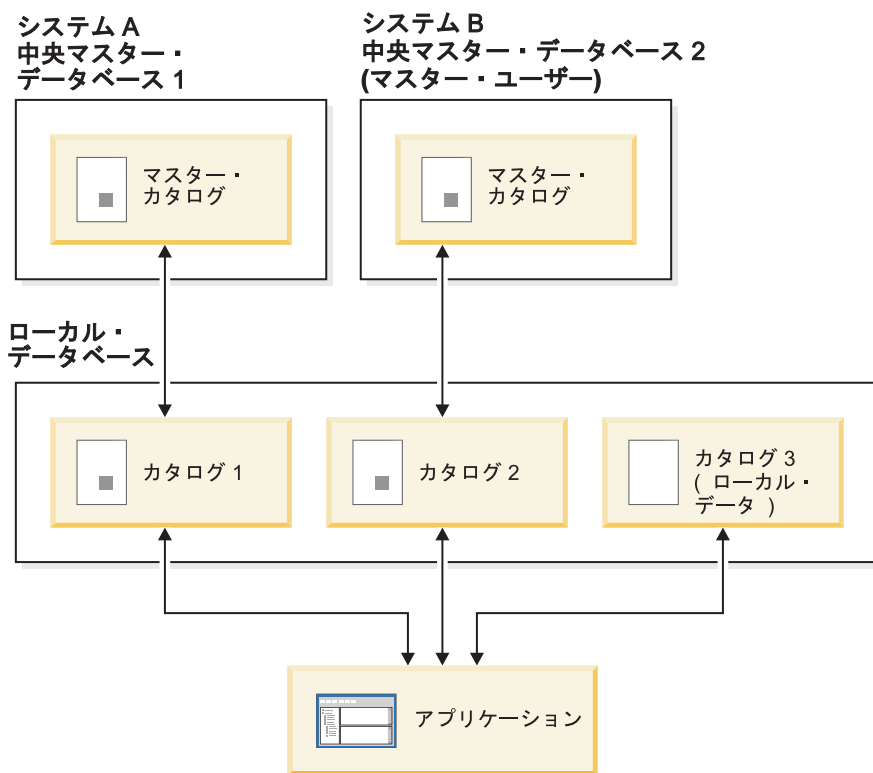 システム A
中央マスター・
データベース 1
システム B
中央マスター・データベース 2
(マスター・ユーザー)
マスター・
カタログ
マスター・
カタログ
ローカル・
データベース
カタログ 1
カタログ 2
カタログ 3
( ローカル・
データ )
アプリケーション